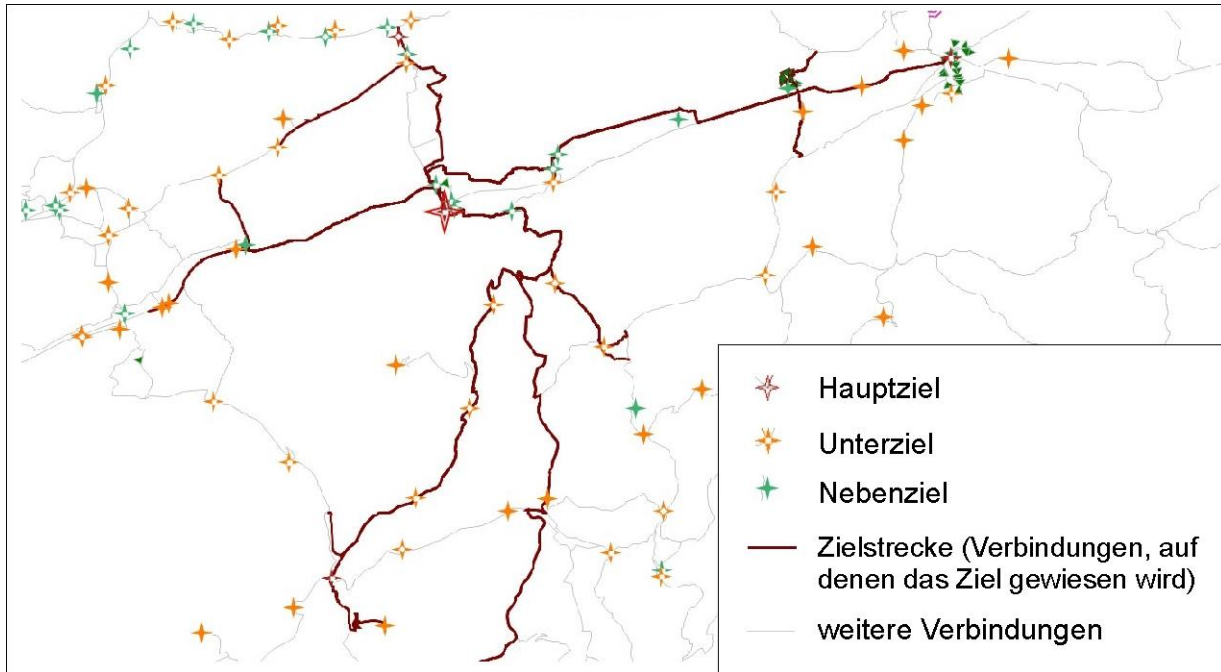 Hauptziel
Unterziel
Nebenziel
Zielstrecke (Verbindungen, auf
denen das Ziel gewiesen wird)
weitere Verbindungen